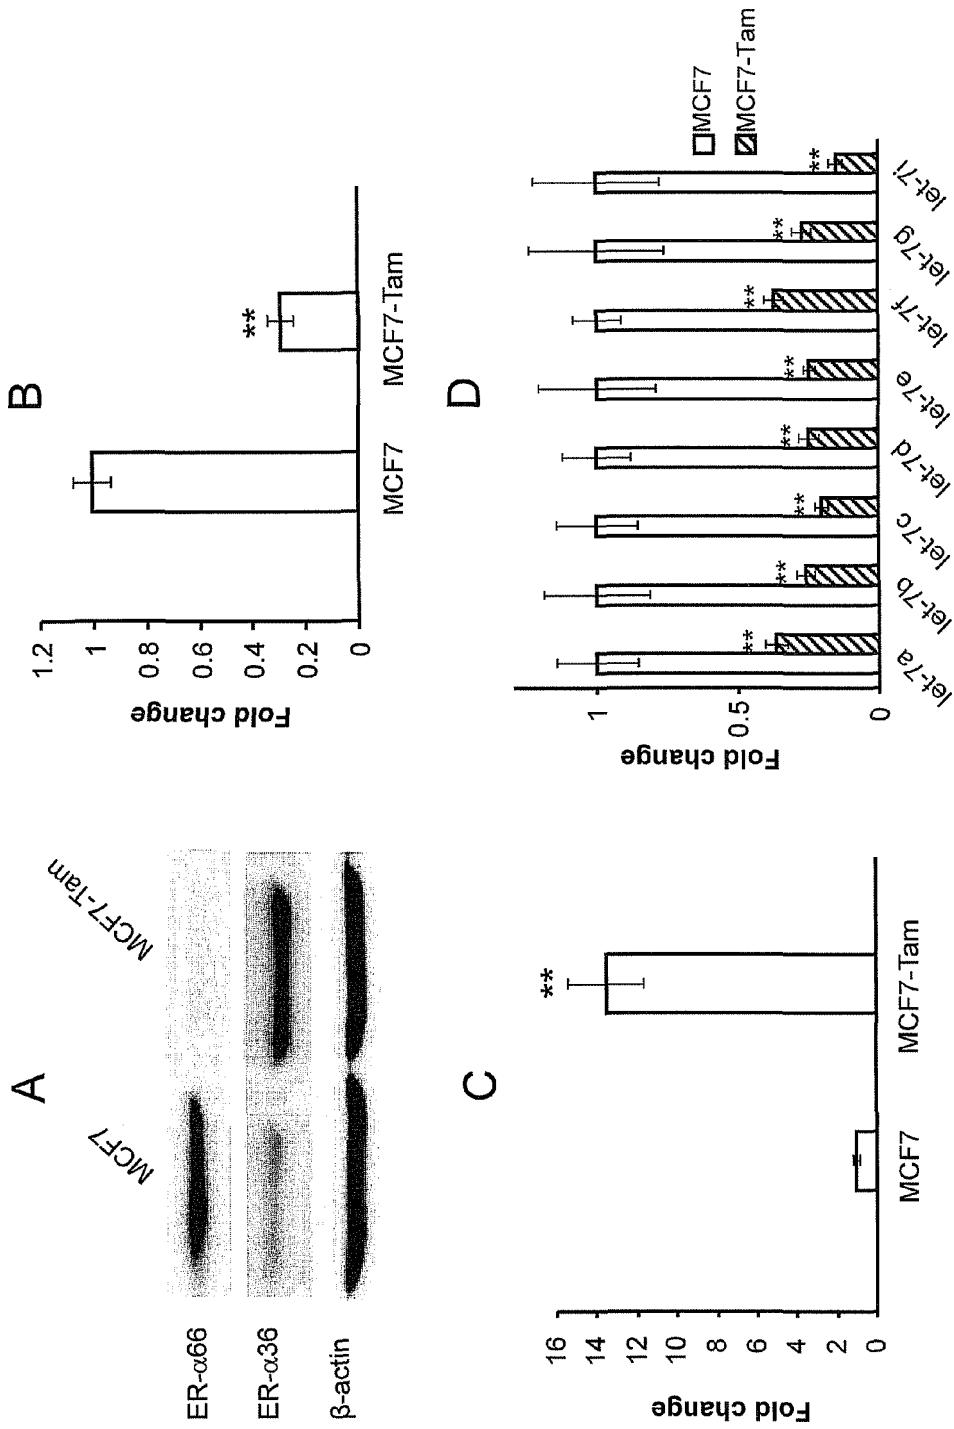 A
MCF7
MCF7-Tam
ER-α66
ER-α36
β-actin
B
Fold change
1.2
1
0.8
0.6
0.4
0.2
0
**
MCF7
MCF7-Tam
C
Fold change
16
14
12
10
8
6
4
2
0
**
MCF7
MCF7-Tam
D
Fold change
1
0.5
0
** ** ** ** ** ** ** **
let-7a let-7b let-7c let-7d let-7e let-7f let-7g let-7i
MCF7
MCF7-Tam